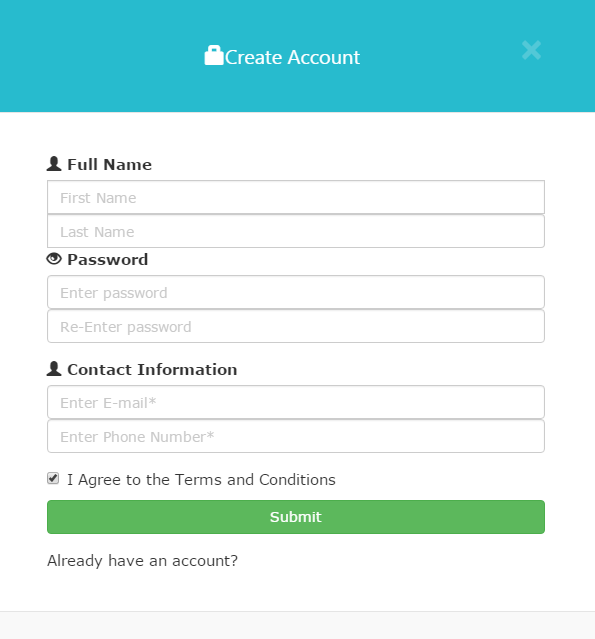 Create Account
Full Name
First Name
Last Name
Password
Enter password
Re-Enter password
Contact Information
Enter E-mail*
Enter Phone Number*
I Agree to the Terms and Conditions
Submit
Already have an account?